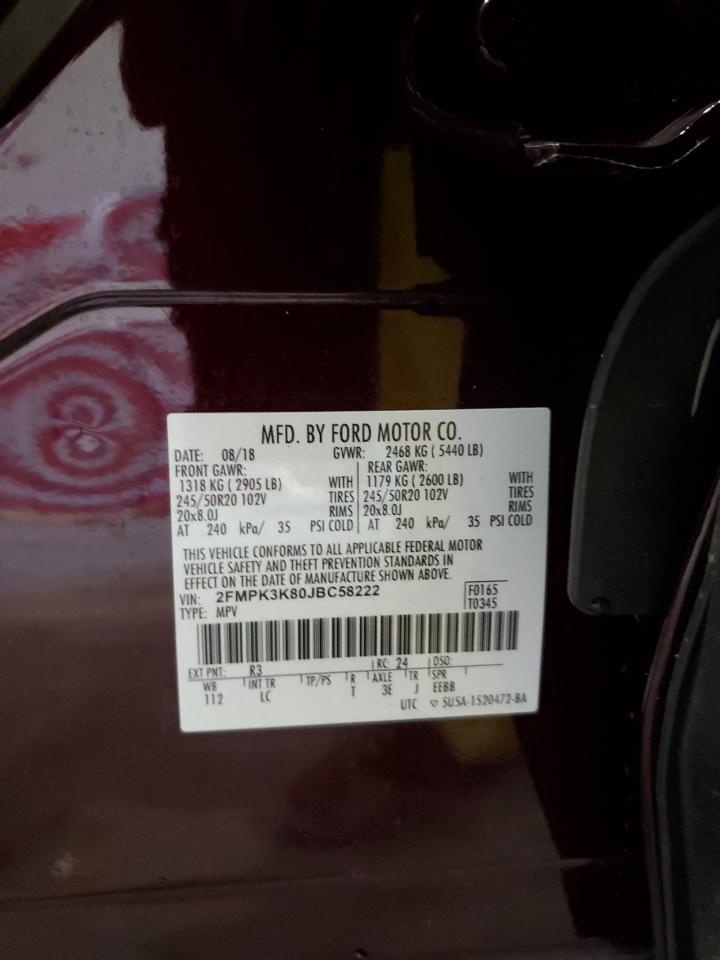 MFD. BY FORD MOTOR CO.
DATE: 08/18 GVWR: 2468 KG ( 5440 LB)
FRONT GAWR: REAR GAWR:
1318 KG ( 2905 LB) WITH 1179 KG ( 2600 LB) WITH
245/50R20 102V TIRES 245/50R20 102V TIRES
20x8.0J RIMS 20x8.0J RIMS
AT 240 kPa/ 35 PSI COLD AT 240 kPa/ 35 PSI COLD
THIS VEHICLE CONFORMS TO ALL APPLICABLE FEDERAL MOTOR
VEHICLE SAFETY AND THEFT PREVENTION STANDARDS IN
EFFECT ON THE DATE OF MANUFACTURE SHOWN ABOVE.
VIN: 2FMPK3K80JBC58222 F0165
TYPE: MPV T0345
EXT PNT: R3 RC: 24 DSO:
WB INT TR TP/PS R AXLE TR SPR
112 LC T 3E J EEBB
UTC ▽ 5U5A-1520472-BA